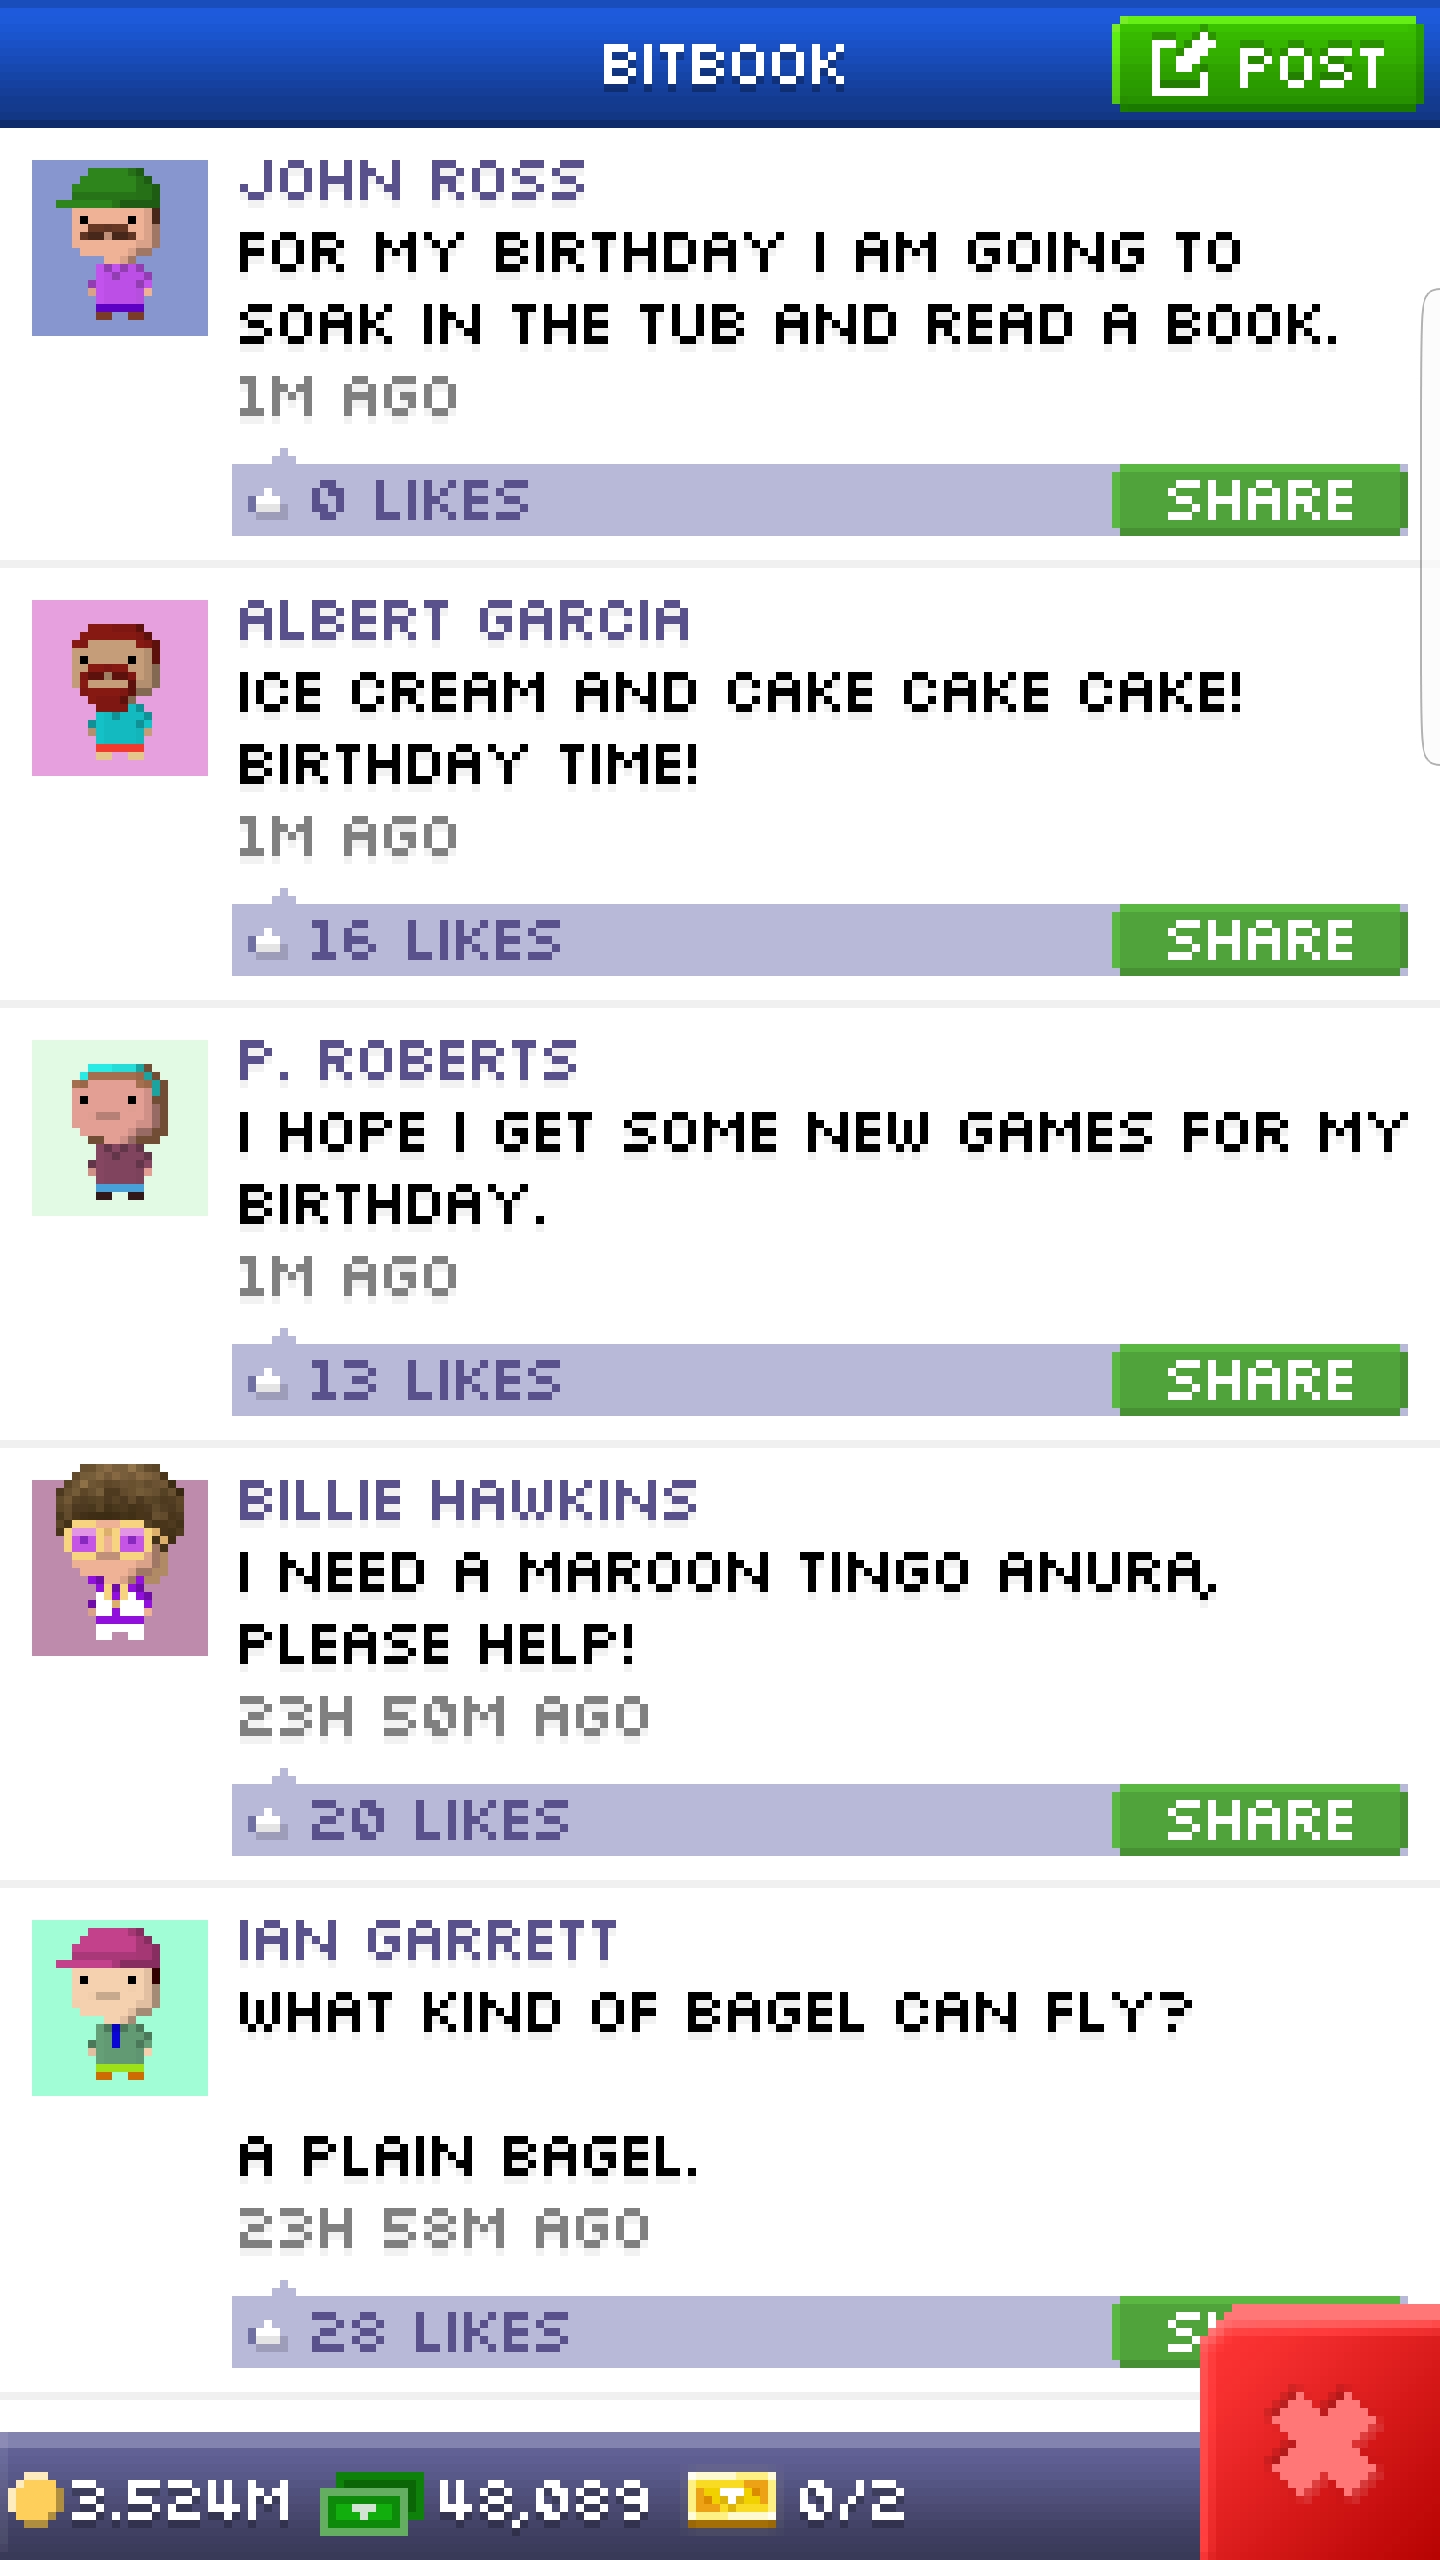 BITBOOK
POST
JOHN ROSS
FOR MY BIRTHDAY I AM GOING TO
SOAK IN THE TUB AND READ A BOOK.
1M AGO
0 LIKES
SHARE
ALBERT GARCIA
ICE CREAM AND CAKE CAKE CAKE!
BIRTHDAY TIME!
1M AGO
16 LIKES
SHARE
P. ROBERTS
I HOPE I GET SOME NEW GAMES FOR MY
BIRTHDAY.
1M AGO
13 LIKES
SHARE
BILLIE HAWKINS
I NEED A MAROON TINGO ANURA,
PLEASE HELP!
23H 50M AGO
20 LIKES
SHARE
IAN GARRETT
WHAT KIND OF BAGEL CAN FLY?
A PLAIN BAGEL.
23H 58M AGO
28 LIKES
3.524M
48,089
0/2